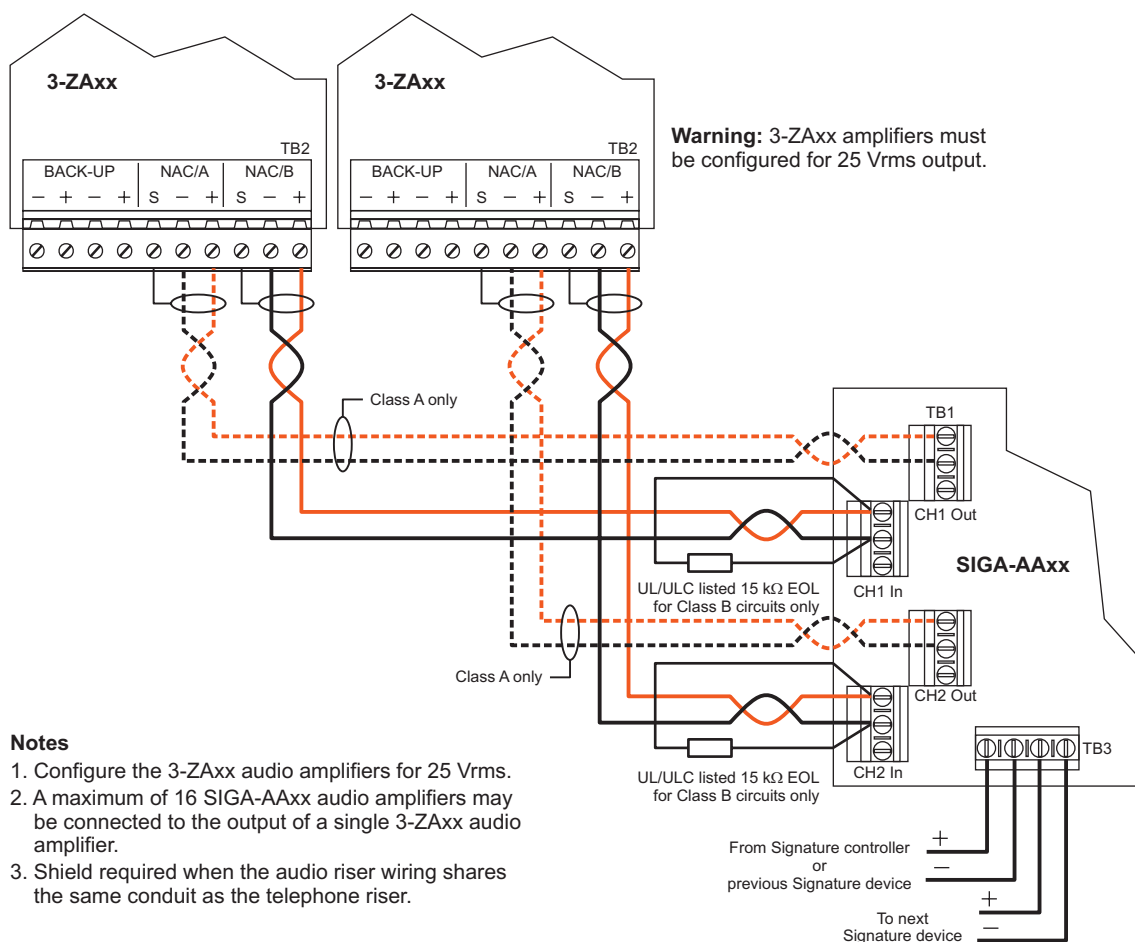 3-ZAxx
TB2
BACK-UP NAC/A NAC/B
− + − + S − + S − +
3-ZAxx
TB2
BACK-UP NAC/A NAC/B
− + − + S − + S − +
Warning: 3-ZAxx amplifiers must
be configured for 25 Vrms output.
Class A only
TB1
CH1 Out
SIGA-AAxx
UL/ULC listed 15 kΩ EOL
for Class B circuits only
CH1 In
Class A only
CH2 Out
UL/ULC listed 15 kΩ EOL
for Class B circuits only
CH2 In
TB3
From Signature controller
or
previous Signature device
+
−
To next
Signature device
+
−
Notes
1. Configure the 3-ZAxx audio amplifiers for 25 Vrms.
2. A maximum of 16 SIGA-AAxx audio amplifiers may
be connected to the output of a single 3-ZAxx audio
amplifier.
3. Shield required when the audio riser wiring shares
the same conduit as the telephone riser.